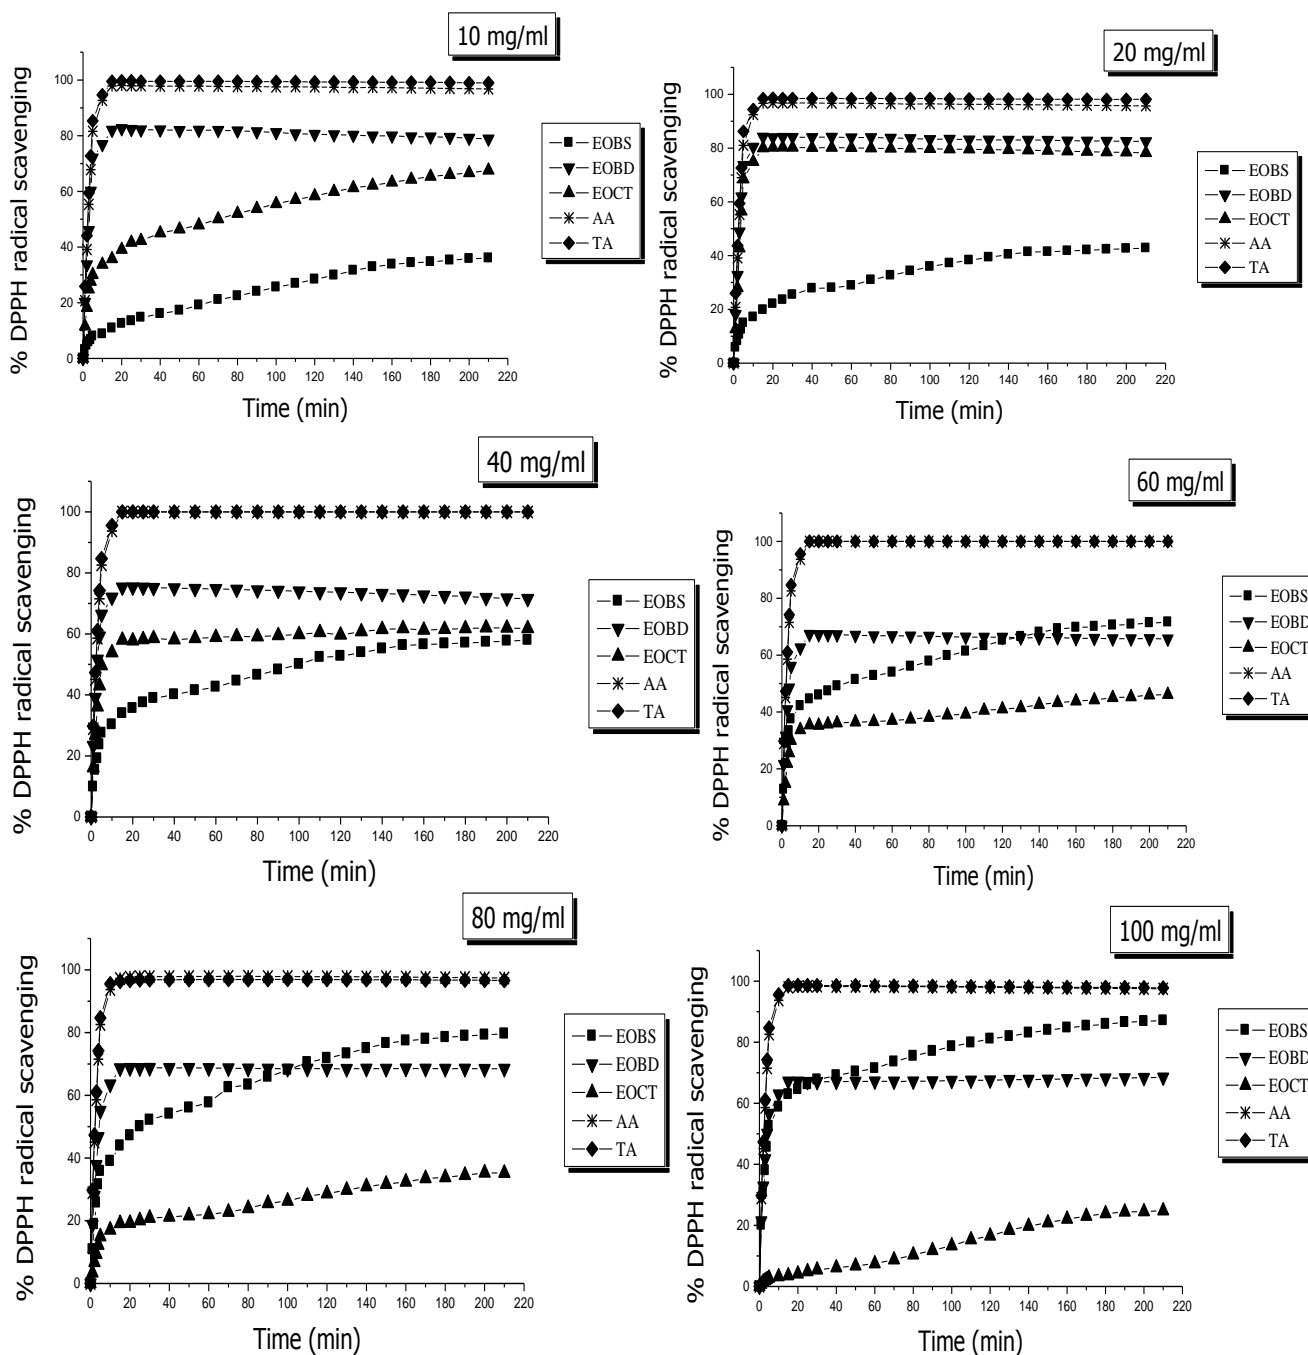 10 mg/ml
% DPPH radical scavenging
100
80
60
40
20
0
0 20 40 60 80 100 120 140 160 180 200 220
Time (min)
EOBS
EOBD
EOCT
AA
TA
20 mg/ml
% DPPH radical scavenging
100
80
60
40
20
0
0 20 40 60 80 100 120 140 160 180 200 220
Time (min)
EOBS
EOBD
EOCT
AA
TA
40 mg/ml
% DPPH radical scavenging
100
80
60
40
20
0
0 20 40 60 80 100 120 140 160 180 200 220
Time (min)
EOBS
EOBD
EOCT
AA
TA
60 mg/ml
% DPPH radical scavenging
100
80
60
40
20
0
0 20 40 60 80 100 120 140 160 180 200 220
Time (min)
EOBS
EOBD
EOCT
AA
TA
80 mg/ml
% DPPH radical scavenging
100
80
60
40
20
0
0 20 40 60 80 100 120 140 160 180 200 220
Time (min)
EOBS
EOBD
EOCT
AA
TA
100 mg/ml
% DPPH radical scavenging
100
80
60
40
20
0
0 20 40 60 80 100 120 140 160 180 200 220
Time (min)
EOBS
EOBD
EOCT
AA
TA